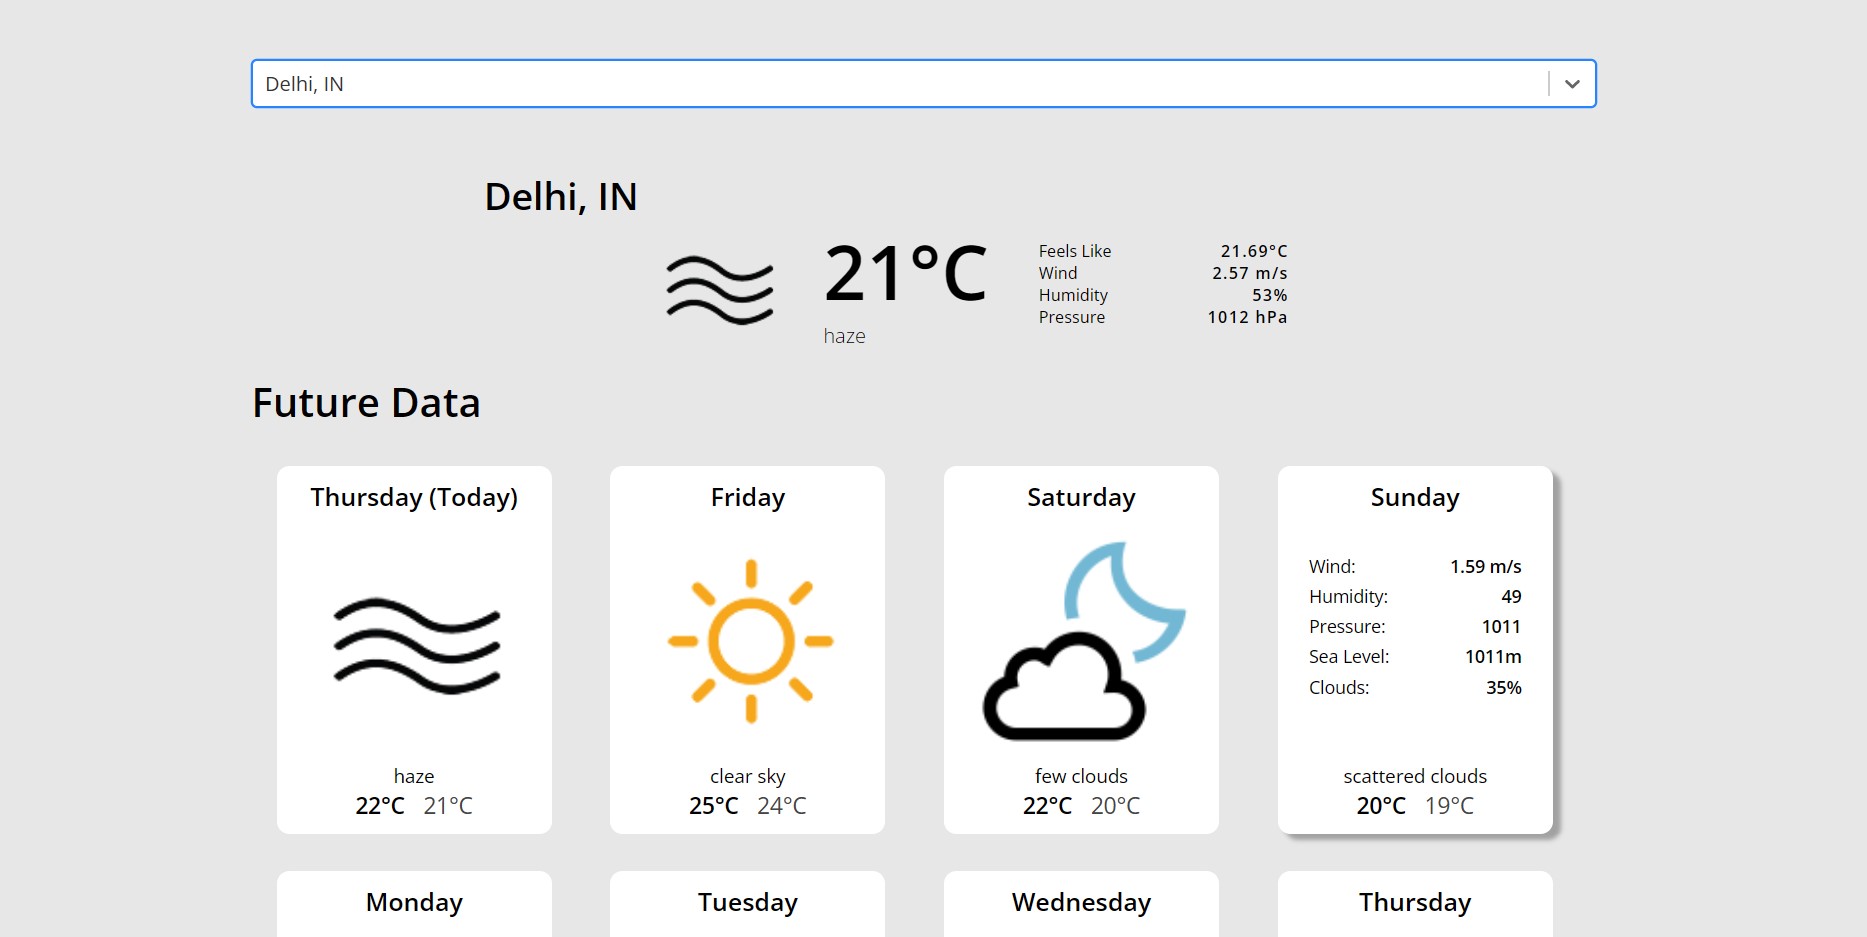 Delhi, IN
Delhi, IN
21°C
haze
Feels Like 21.69°C
Wind 2.57 m/s
Humidity 53%
Pressure 1012 hPa
Future Data
Thursday (Today)
haze
22°C 21°C
Friday
clear sky
25°C 24°C
Saturday
few clouds
22°C 20°C
Sunday
Wind: 1.59 m/s
Humidity: 49
Pressure: 1011
Sea Level: 1011m
Clouds: 35%
scattered clouds
20°C 19°C
Monday
Tuesday
Wednesday
Thursday